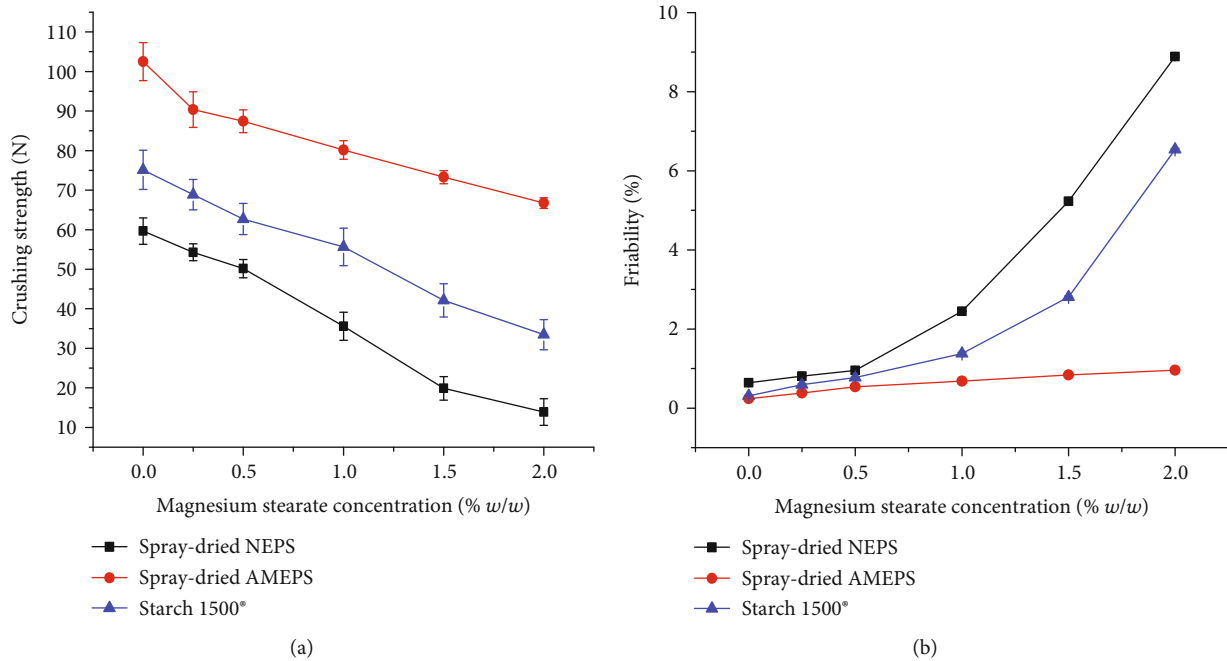 110
100
90
80
70
60
50
40
30
20
10
Crushing strength (N)
0.0 0.5 1.0 1.5 2.0
Magnesium stearate concentration (% w/w)
Spray-dried NEPS
Spray-dried AMEPS
Starch 1500®
(a)
10
8
6
4
2
0
Friability (%)
0.0 0.5 1.0 1.5 2.0
Magnesium stearate concentration (% w/w)
Spray-dried NEPS
Spray-dried AMEPS
Starch 1500®
(b)